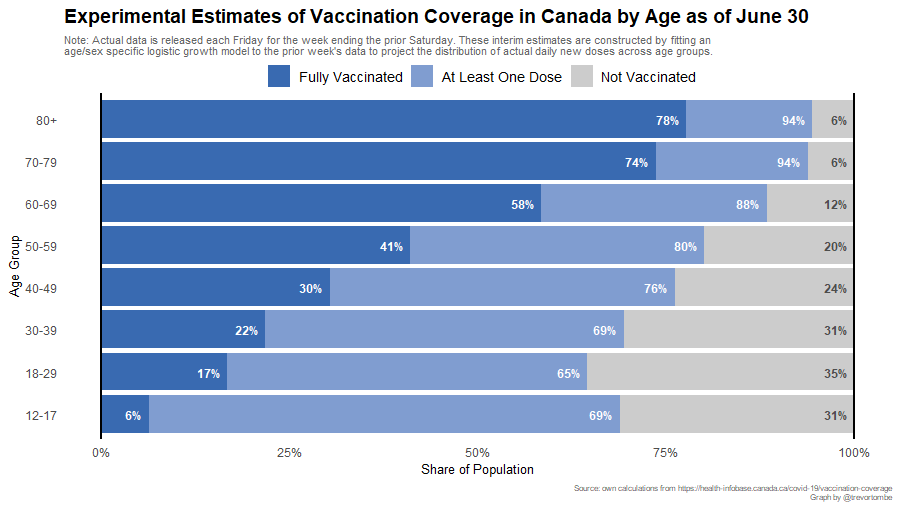 Experimental Estimates of Vaccination Coverage in Canada by Age as of June 30
Note: Actual data is released each Friday for the week ending the prior Saturday. These interim estimates are constructed by fitting an
age/sex specific logistic growth model to the prior week's data to project the distribution of actual daily new doses across age groups.
Fully Vaccinated At Least One Dose Not Vaccinated
80+ 78% 94% 6%
70-79 74% 94% 6%
60-69 58% 88% 12%
50-59 41% 80% 20%
Age Group
40-49 30% 76% 24%
30-39 22% 69% 31%
18-29 17% 65% 35%
12-17 6% 69% 31%
0% 25% 50% 75% 100%
Share of Population
Source: own calculations from https://health-infobase.canada.ca/covid-19/vaccination-coverage
Graph by @trevortombe